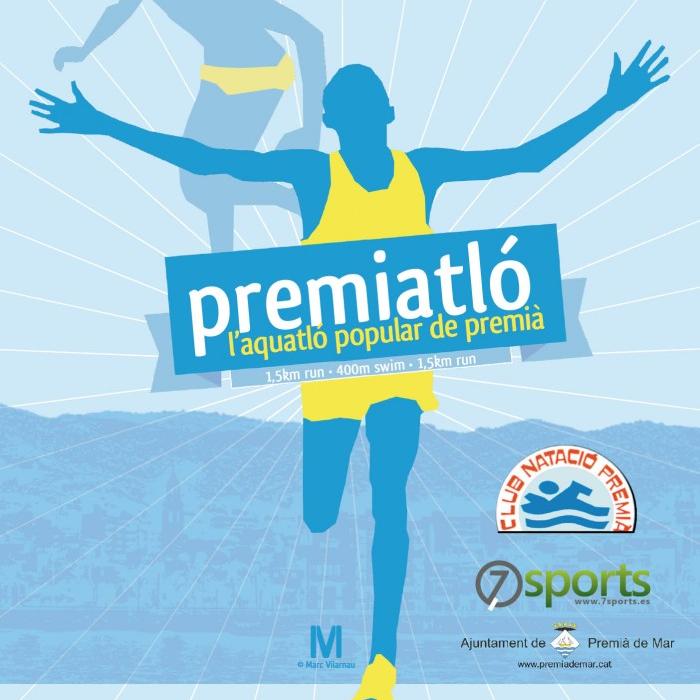 premiatló
l'aquatló popular de premià
1,5km run • 400m swim • 1,5km run
CLUB NATACIÓ PREMIÀ
7sports
www.7sports.es
Ajuntament de Premià de Mar
www.premiademar.cat
M
© Marc Vilarnau